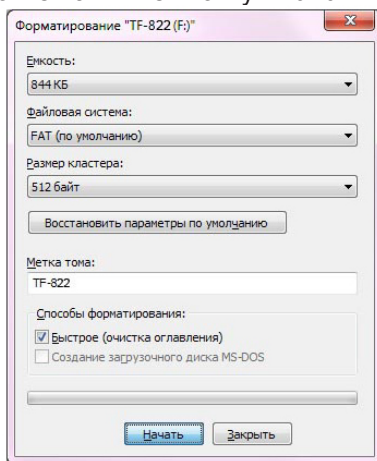 Форматирование "TF-822 (F:)"
Емкость:
844 КБ
Файловая система:
FAT (по умолчанию)
Размер кластера:
512 байт
Восстановить параметры по умолчанию
Метка тома:
TF-822
Способы форматирования:
Быстрое (очистка оглавления)
Создание загрузочного диска MS-DOS
Начать Закрыть